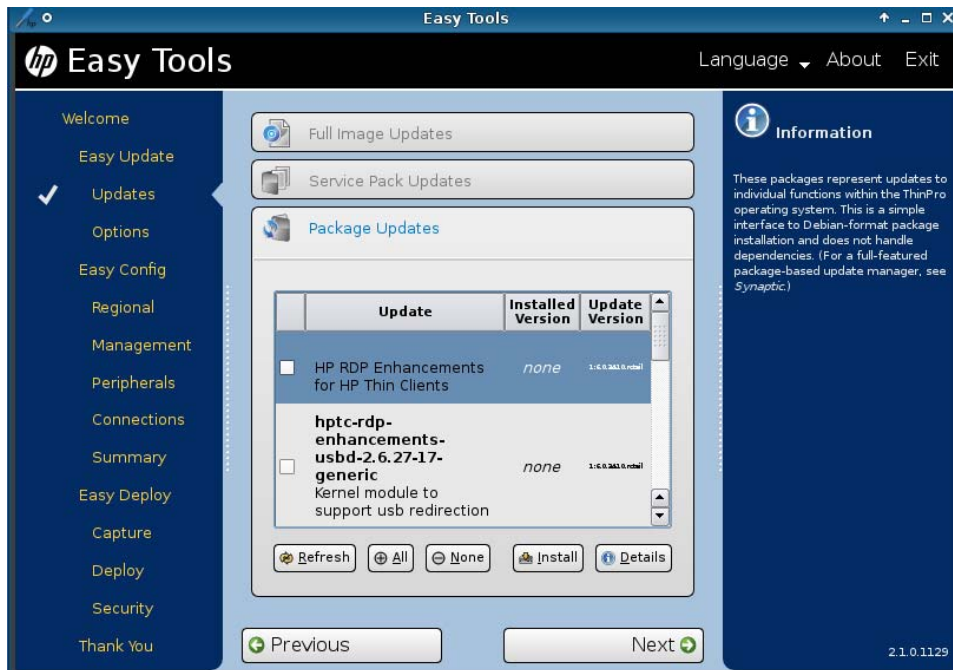 Easy Tools
hp Easy Tools
Language About Exit
Welcome
Easy Update
Updates
Options
Easy Config
Regional
Management
Peripherals
Connections
Summary
Easy Deploy
Capture
Deploy
Security
Thank You
Full Image Updates
Service Pack Updates
Package Updates
Update
Installed
Version
Update
Version
HP RDP Enhancements
for HP Thin Clients
none
hptc-rdp-
enhancements-
usbd-2.6.27-17-
generic
Kernel module to
support usb redirection
none
Refresh All None Install Details
Previous Next
Information
These packages represent updates to
individual functions within the ThinPro
operating system. This is a simple
interface to Debian-format package
installation and does not handle
dependencies. (For a full-featured
package-based update manager, see
Synaptic.)
2.1.0.1129